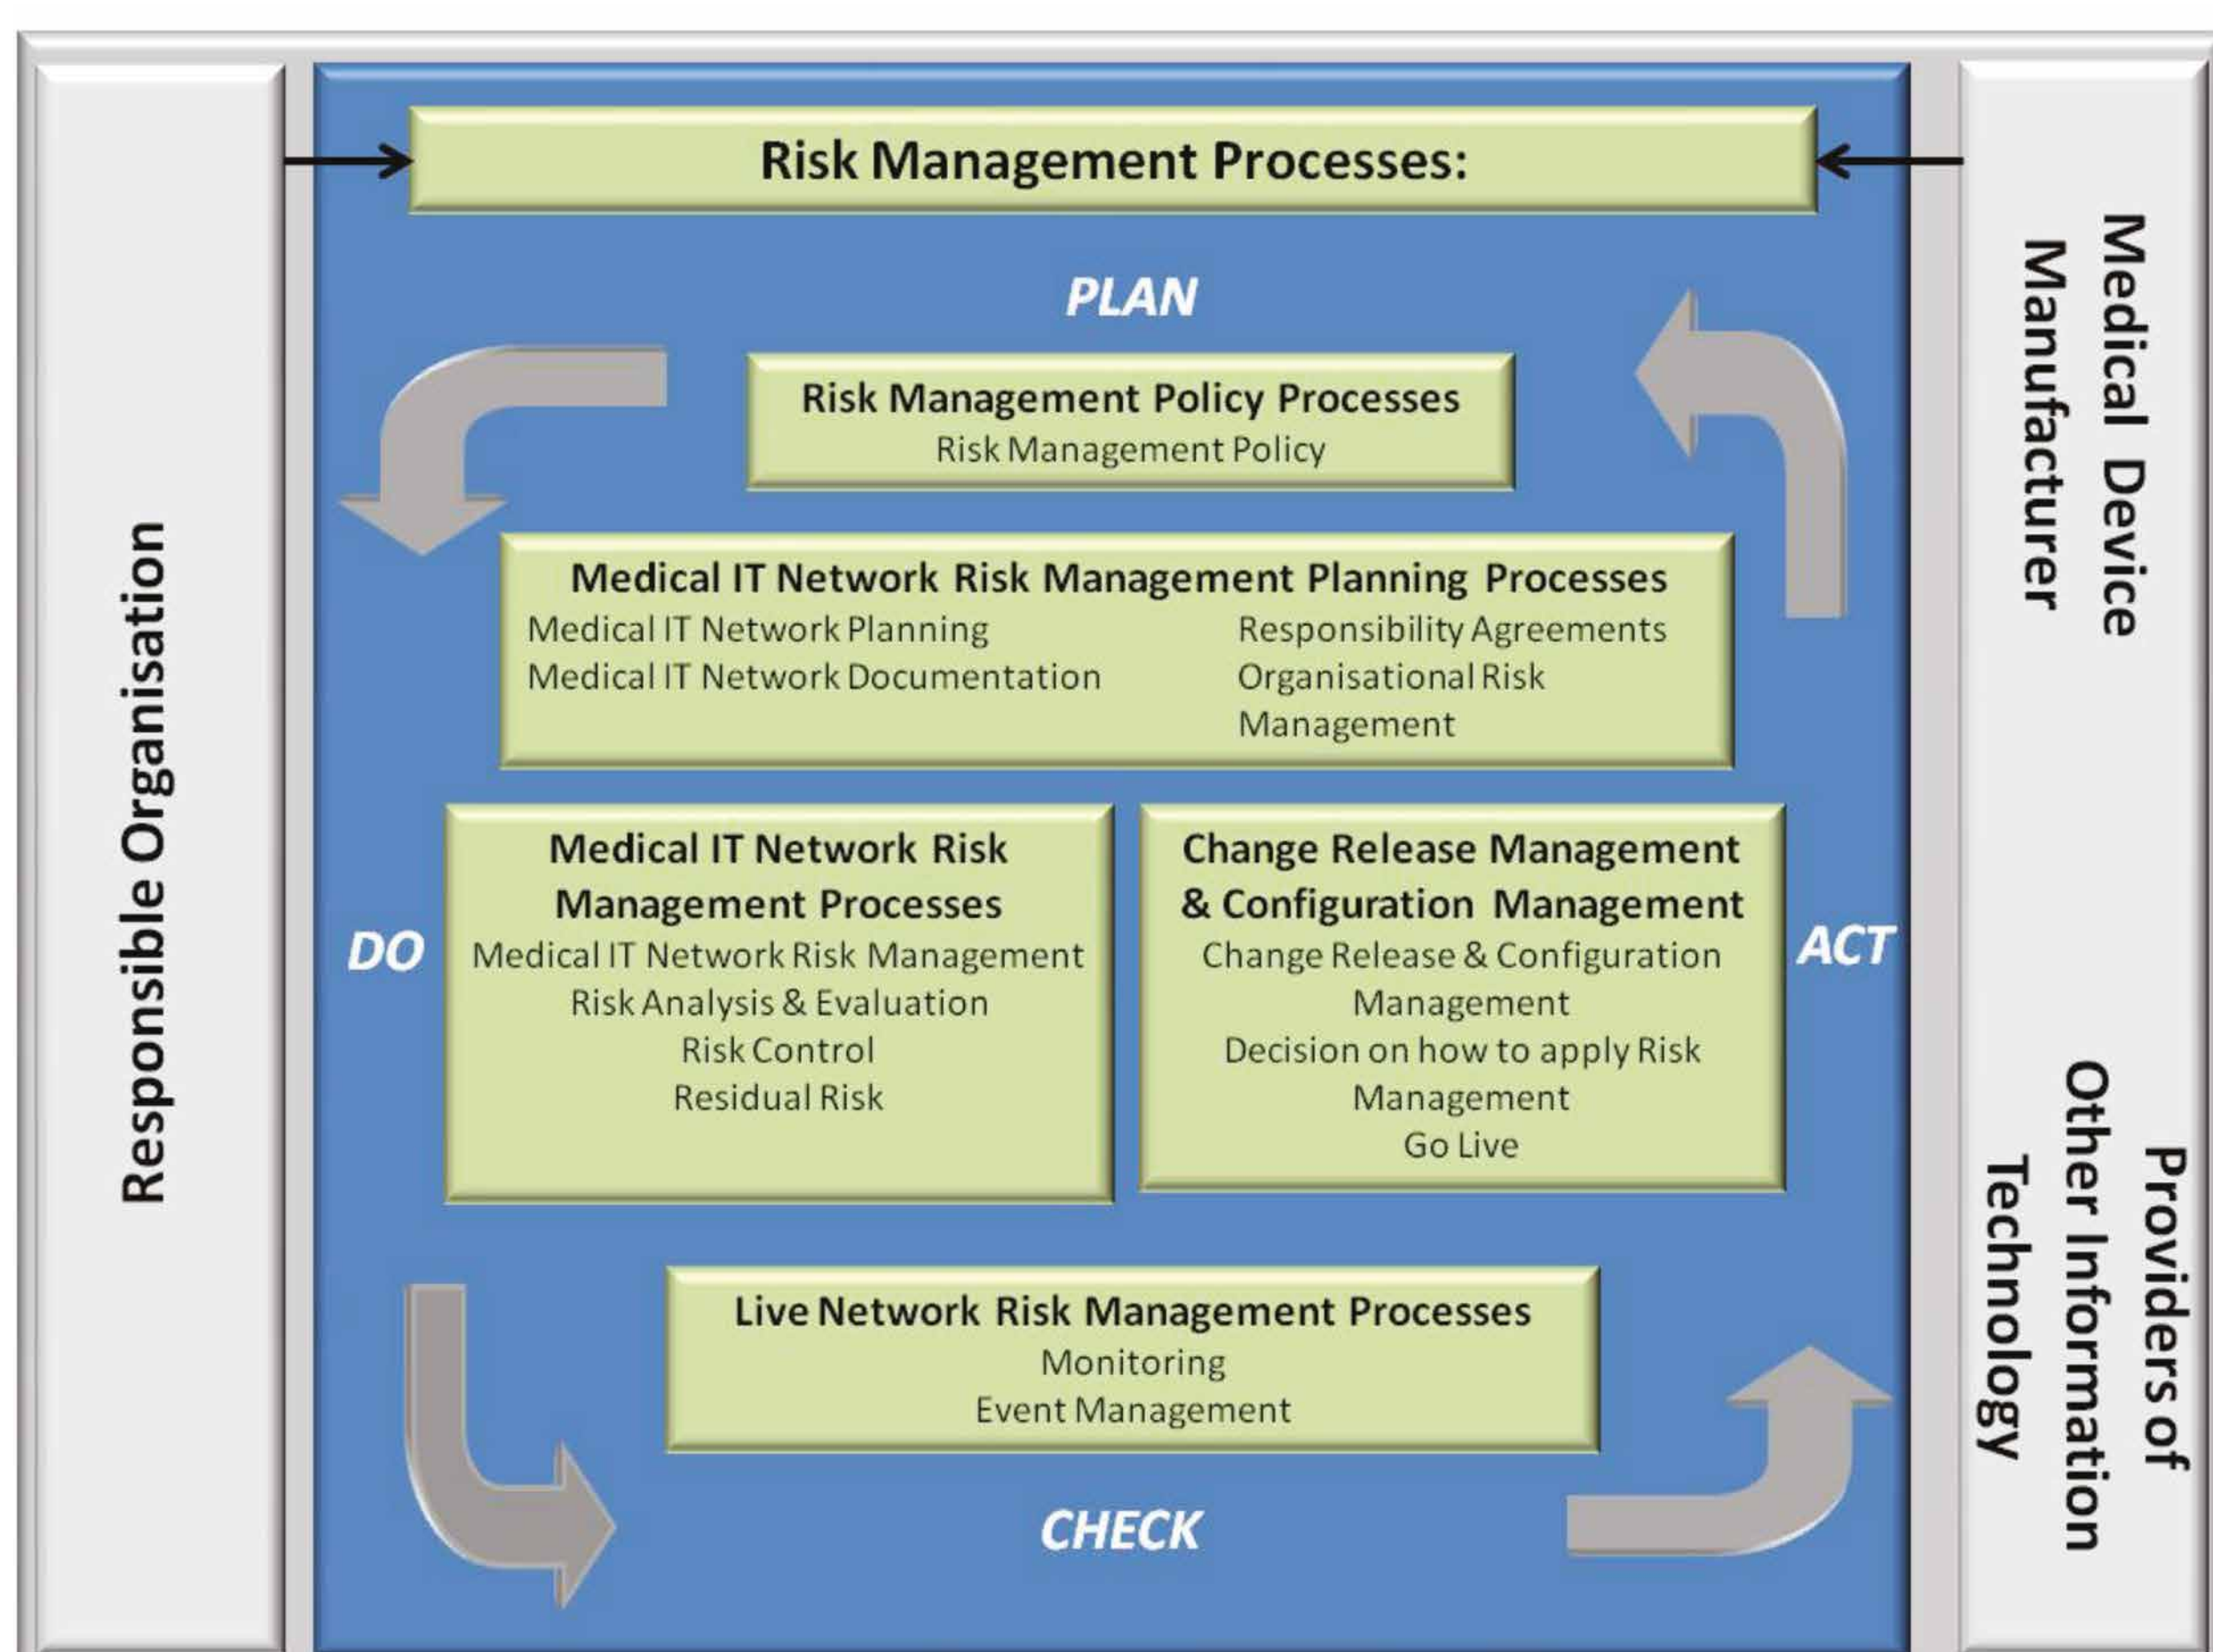 Responsible Organisation
Risk Management Processes:
PLAN
Risk Management Policy Processes
Risk Management Policy
Medical IT Network Risk Management Planning Processes
Medical IT Network Planning
Medical IT Network Documentation
Responsibility Agreements
Organisational Risk
Management
DO
Medical IT Network Risk
Management Processes
Medical IT Network Risk Management
Risk Analysis & Evaluation
Risk Control
Residual Risk
Change Release Management
& Configuration Management
Change Release & Configuration
Management
Decision on how to apply Risk
Management
Go Live
ACT
Live Network Risk Management Processes
Monitoring
Event Management
CHECK
Medical Device
Manufacturer
Providers of
Other Information
Technology